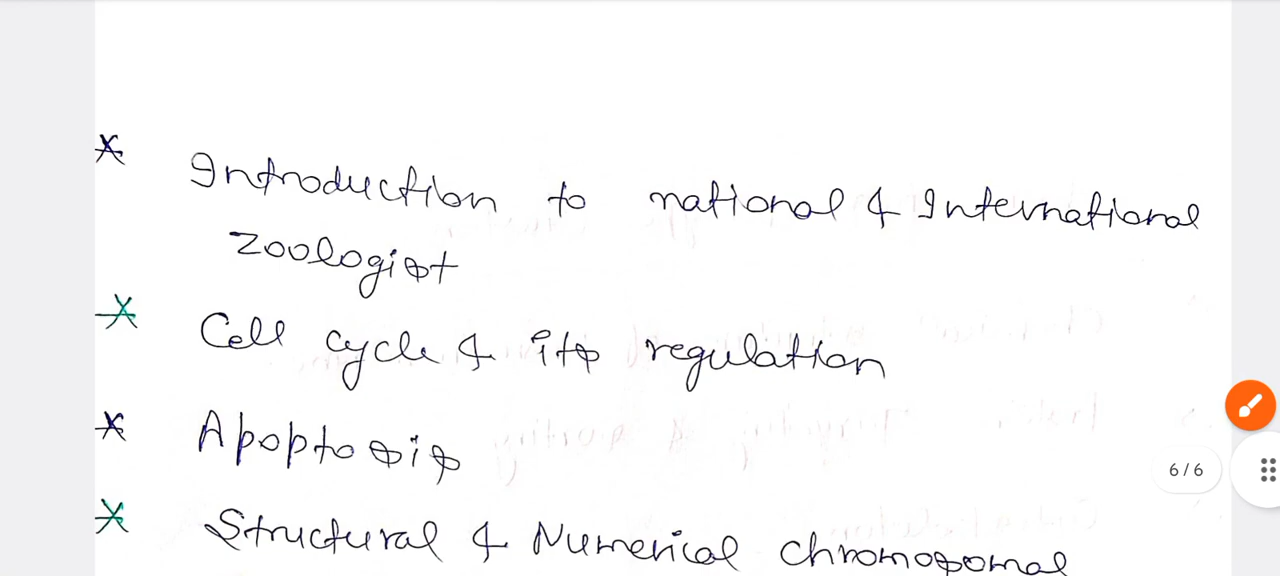 * Introduction to national & International
zoologist
* Cell cycle & its regulation
* Apoptosis
* Structural & Numerical chromosomal
6/6